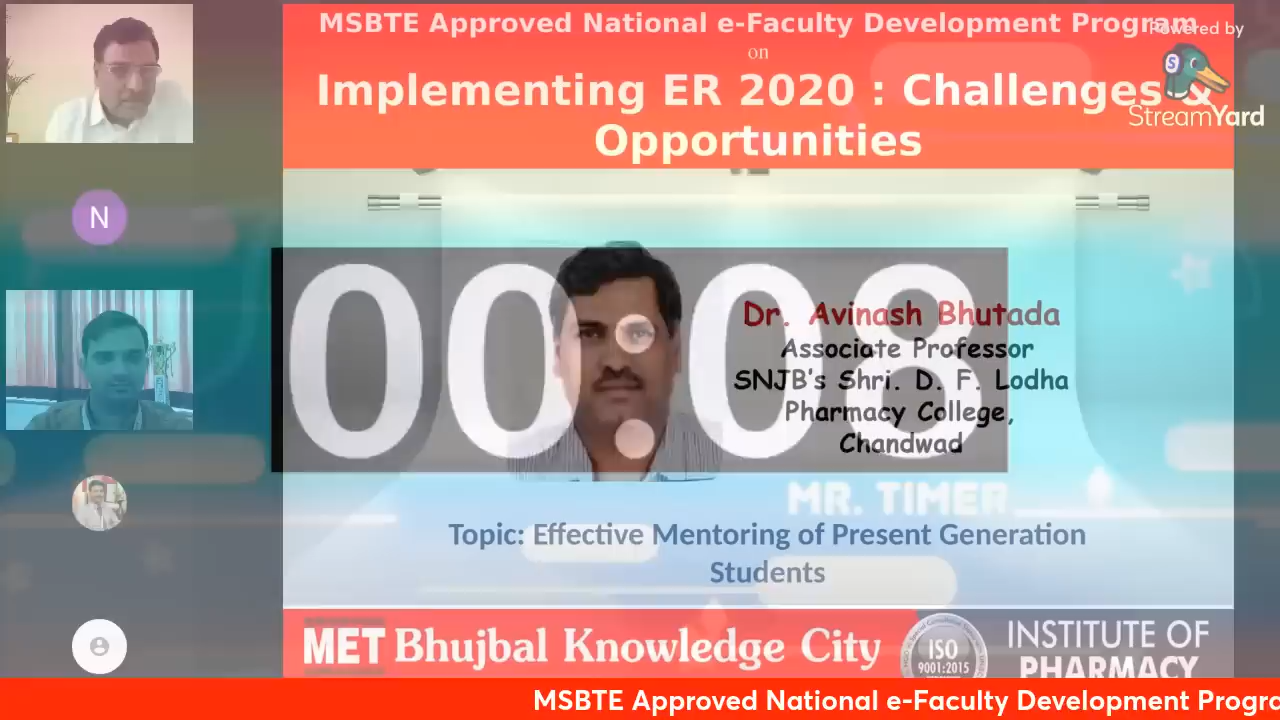 MSBTE Approved National e-Faculty Development Program
on
Implementing ER 2020 : Challenges &
Opportunities
Powered by
S
StreamYard
N
00:08
Dr. Avinash Bhutada
Associate Professor
SNJB's Shri. D. F. Lodha
Pharmacy College,
Chandwad
MR. TIMER
Topic: Effective Mentoring of Present Generation
Students
MET Bhujbal Knowledge City
ISO
9001:2015
INSTITUTE OF
PHARMACY
MSBTE Approved National e-Faculty Development Progra